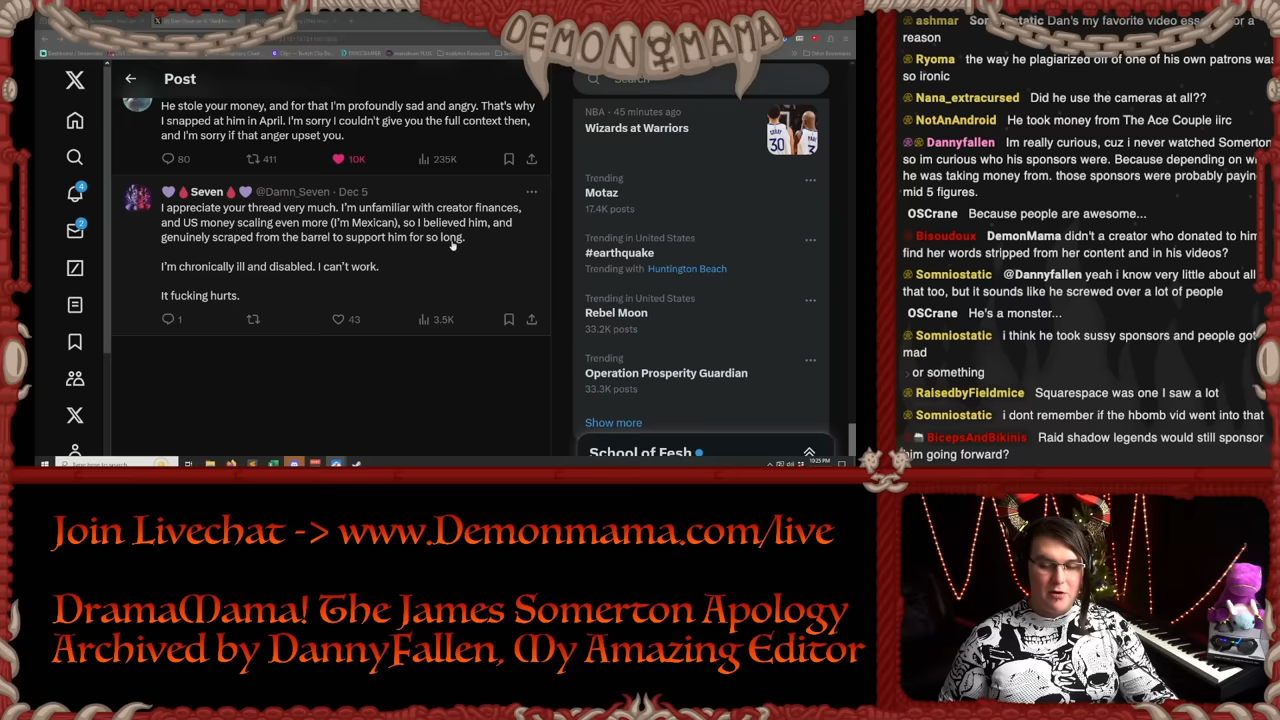 DEMON MAMA
Post
Search
He stole your money, and for that I'm profoundly sad and angry. That's why
I snapped at him in April. I'm sorry I couldn't give you the full context then,
and I'm sorry if that anger upset you.
80
411
10K
235K
Seven
@Damn_Seven · Dec 5
I appreciate your thread very much. I'm unfamiliar with creator finances,
and US money scaling even more (I'm Mexican), so I believed him, and
genuinely scraped from the barrel to support him for so long.
I'm chronically ill and disabled. I can't work.
It fucking hurts.
1
43
3.5K
4
2
NBA · 45 minutes ago
Wizards at Warriors
Trending
Motaz
17.4K posts
Trending in United States
#earthquake
Trending with Huntington Beach
Trending in United States
Rebel Moon
33.2K posts
Trending
Operation Prosperity Guardian
33.3K posts
Show more
School of Fesh
10:25 PM
ashmar
Dan's my favorite video
reason
Ryoma the way he plagiarized off of one of his own patrons was
so ironic
Nana_extracursed Did he use the cameras at all??
NotAnAndroid He took money from The Ace Couple iirc
Dannyfallen Im really curious, cuz i never watched Somerton
so im curious who his sponsors were. Because depending on
he was taking money from. those sponsors were probably
mid 5 figures.
OSCrane Because people are awesome...
Bisoudoux DemonMama didn't a creator who donated to him
find her words stripped from her content and in his videos?
Somniostatic @Dannyfallen yeah i know very little about all
that too, but it sounds like he screwed over a lot of people
OSCrane He's a monster...
Somniostatic i think he took sussy sponsors and people got
mad
or something
RaisedbyFieldmice Squarespace was one I saw a lot
Somniostatic i dont remember if the hbomb vid went into that
BicepsAndBikinis Raid shadow legends would still sponsor
him going forward?
Join Livechat -> www.Demonmama.com/live
DramaMama! The James Somerton Apology
Archived by DannyFallen, My Amazing Editor